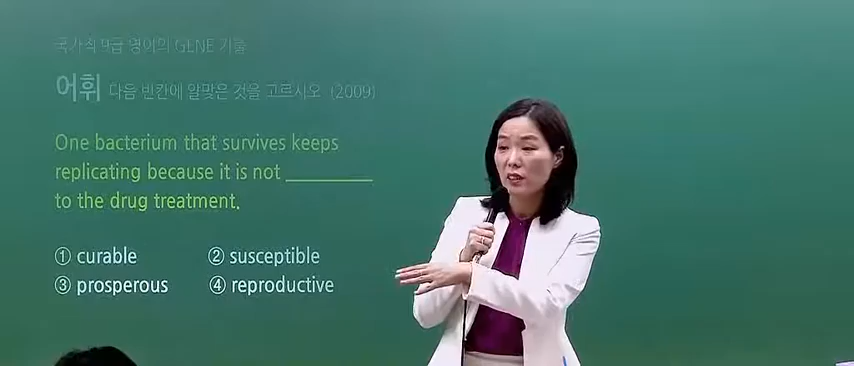 국가직 9급 영어의 GENE 기출
어휘 다음 빈칸에 알맞은 것을 고르시오 (2009)
One bacterium that survives keeps
replicating because it is not __________
to the drug treatment.
① curable ② susceptible
③ prosperous ④ reproductive